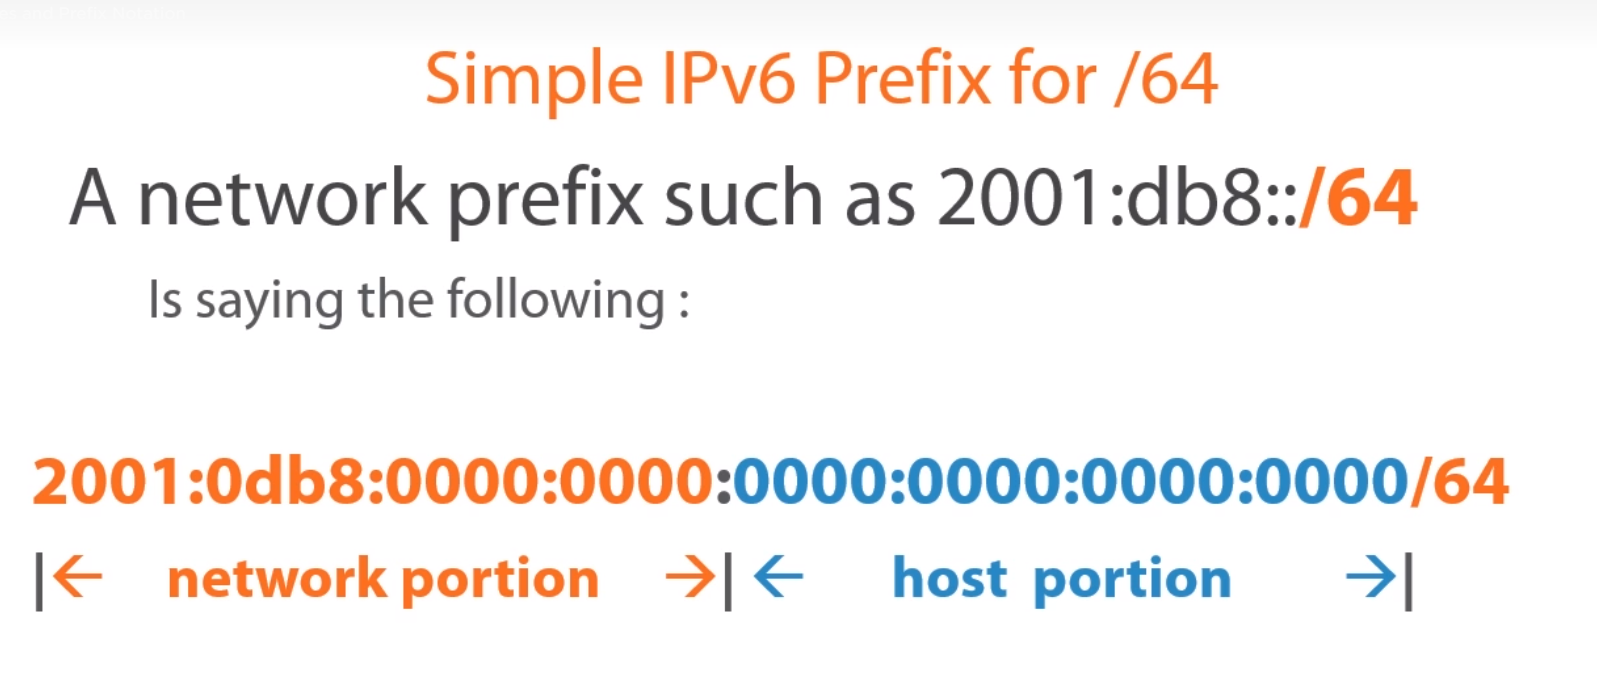 Simple IPv6 Prefix for /64
A network prefix such as 2001:db8::/64
Is saying the following :
2001:0db8:0000:0000:0000:0000:0000:0000/64
|← network portion →| ← host portion →|